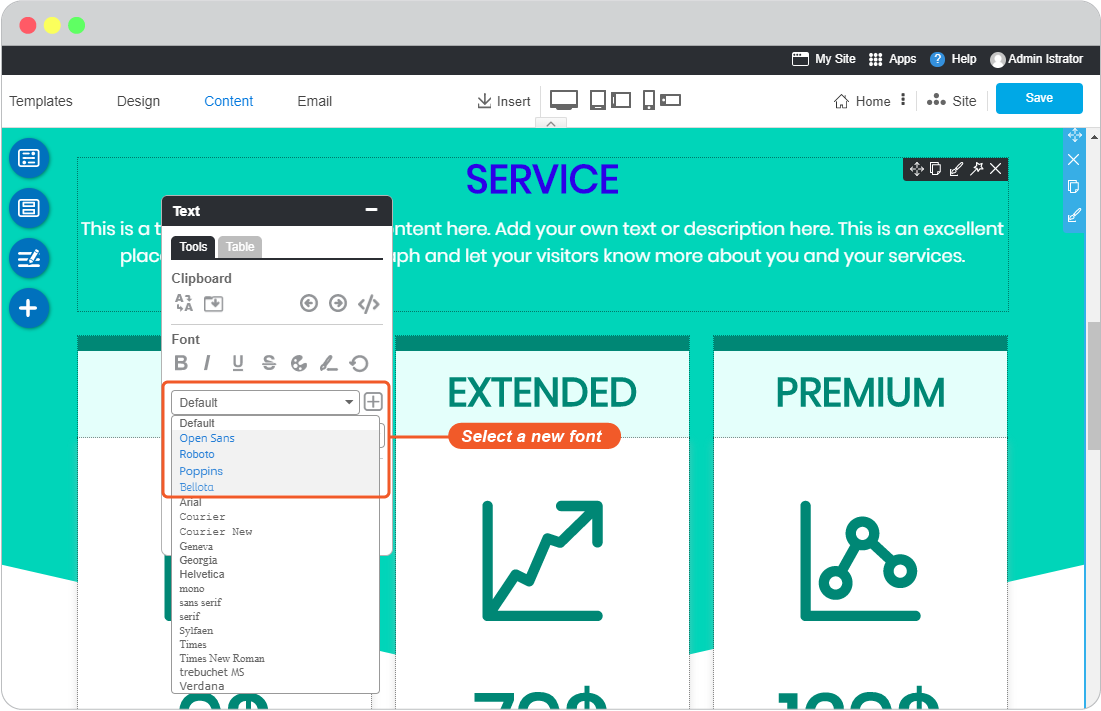 My Site Apps ? Help Admin Istrator
Templates Design Content Email Insert Home Site Save
SERVICE
Text
This is a t ntent here. Add your own text or description here. This is an excellent
Tools Table
place ph and let your visitors know more about you and your services.
Clipboard
Font
B I U S
EXTENDED PREMIUM
Default
Default
Select a new font
Open Sans
Roboto
Poppins
Bellota
Arial
Courier
Courier New
Geneva
Georgia
Helvetica
mono
sans serif
serif
Sylfaen
Times
Times New Roman
trebuchet MS
Verdana